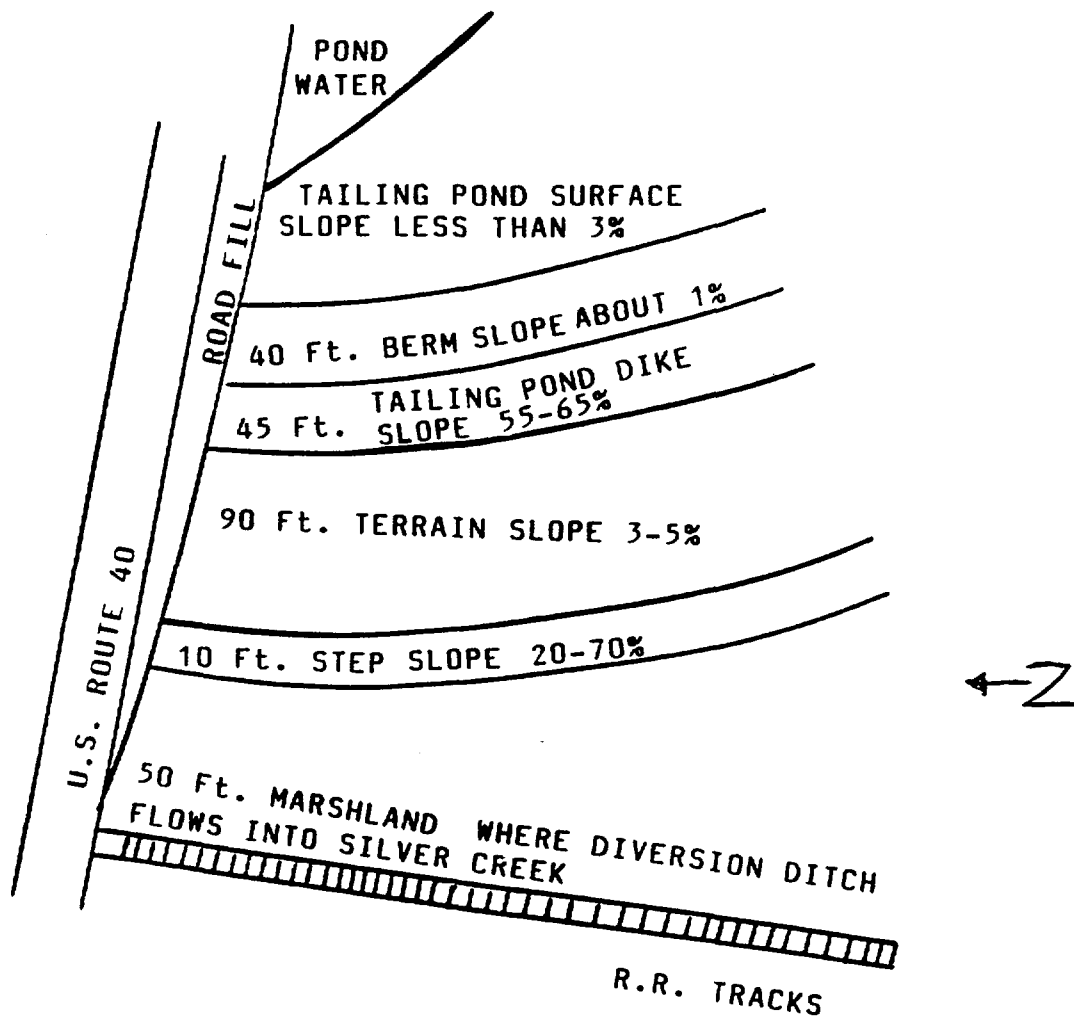 POND
WATER
TAILING POND SURFACE
SLOPE LESS THAN 3%
ROAD FILL
40 Ft. BERM SLOPE ABOUT 1%
TAILING POND DIKE
45 Ft. SLOPE 55-65%
90 Ft. TERRAIN SLOPE 3-5%
U.S. ROUTE 40
10 Ft. STEP SLOPE 20-70%
Z
50 Ft. MARSHLAND WHERE DIVERSION DITCH
FLOWS INTO SILVER CREEK
R.R. TRACKS